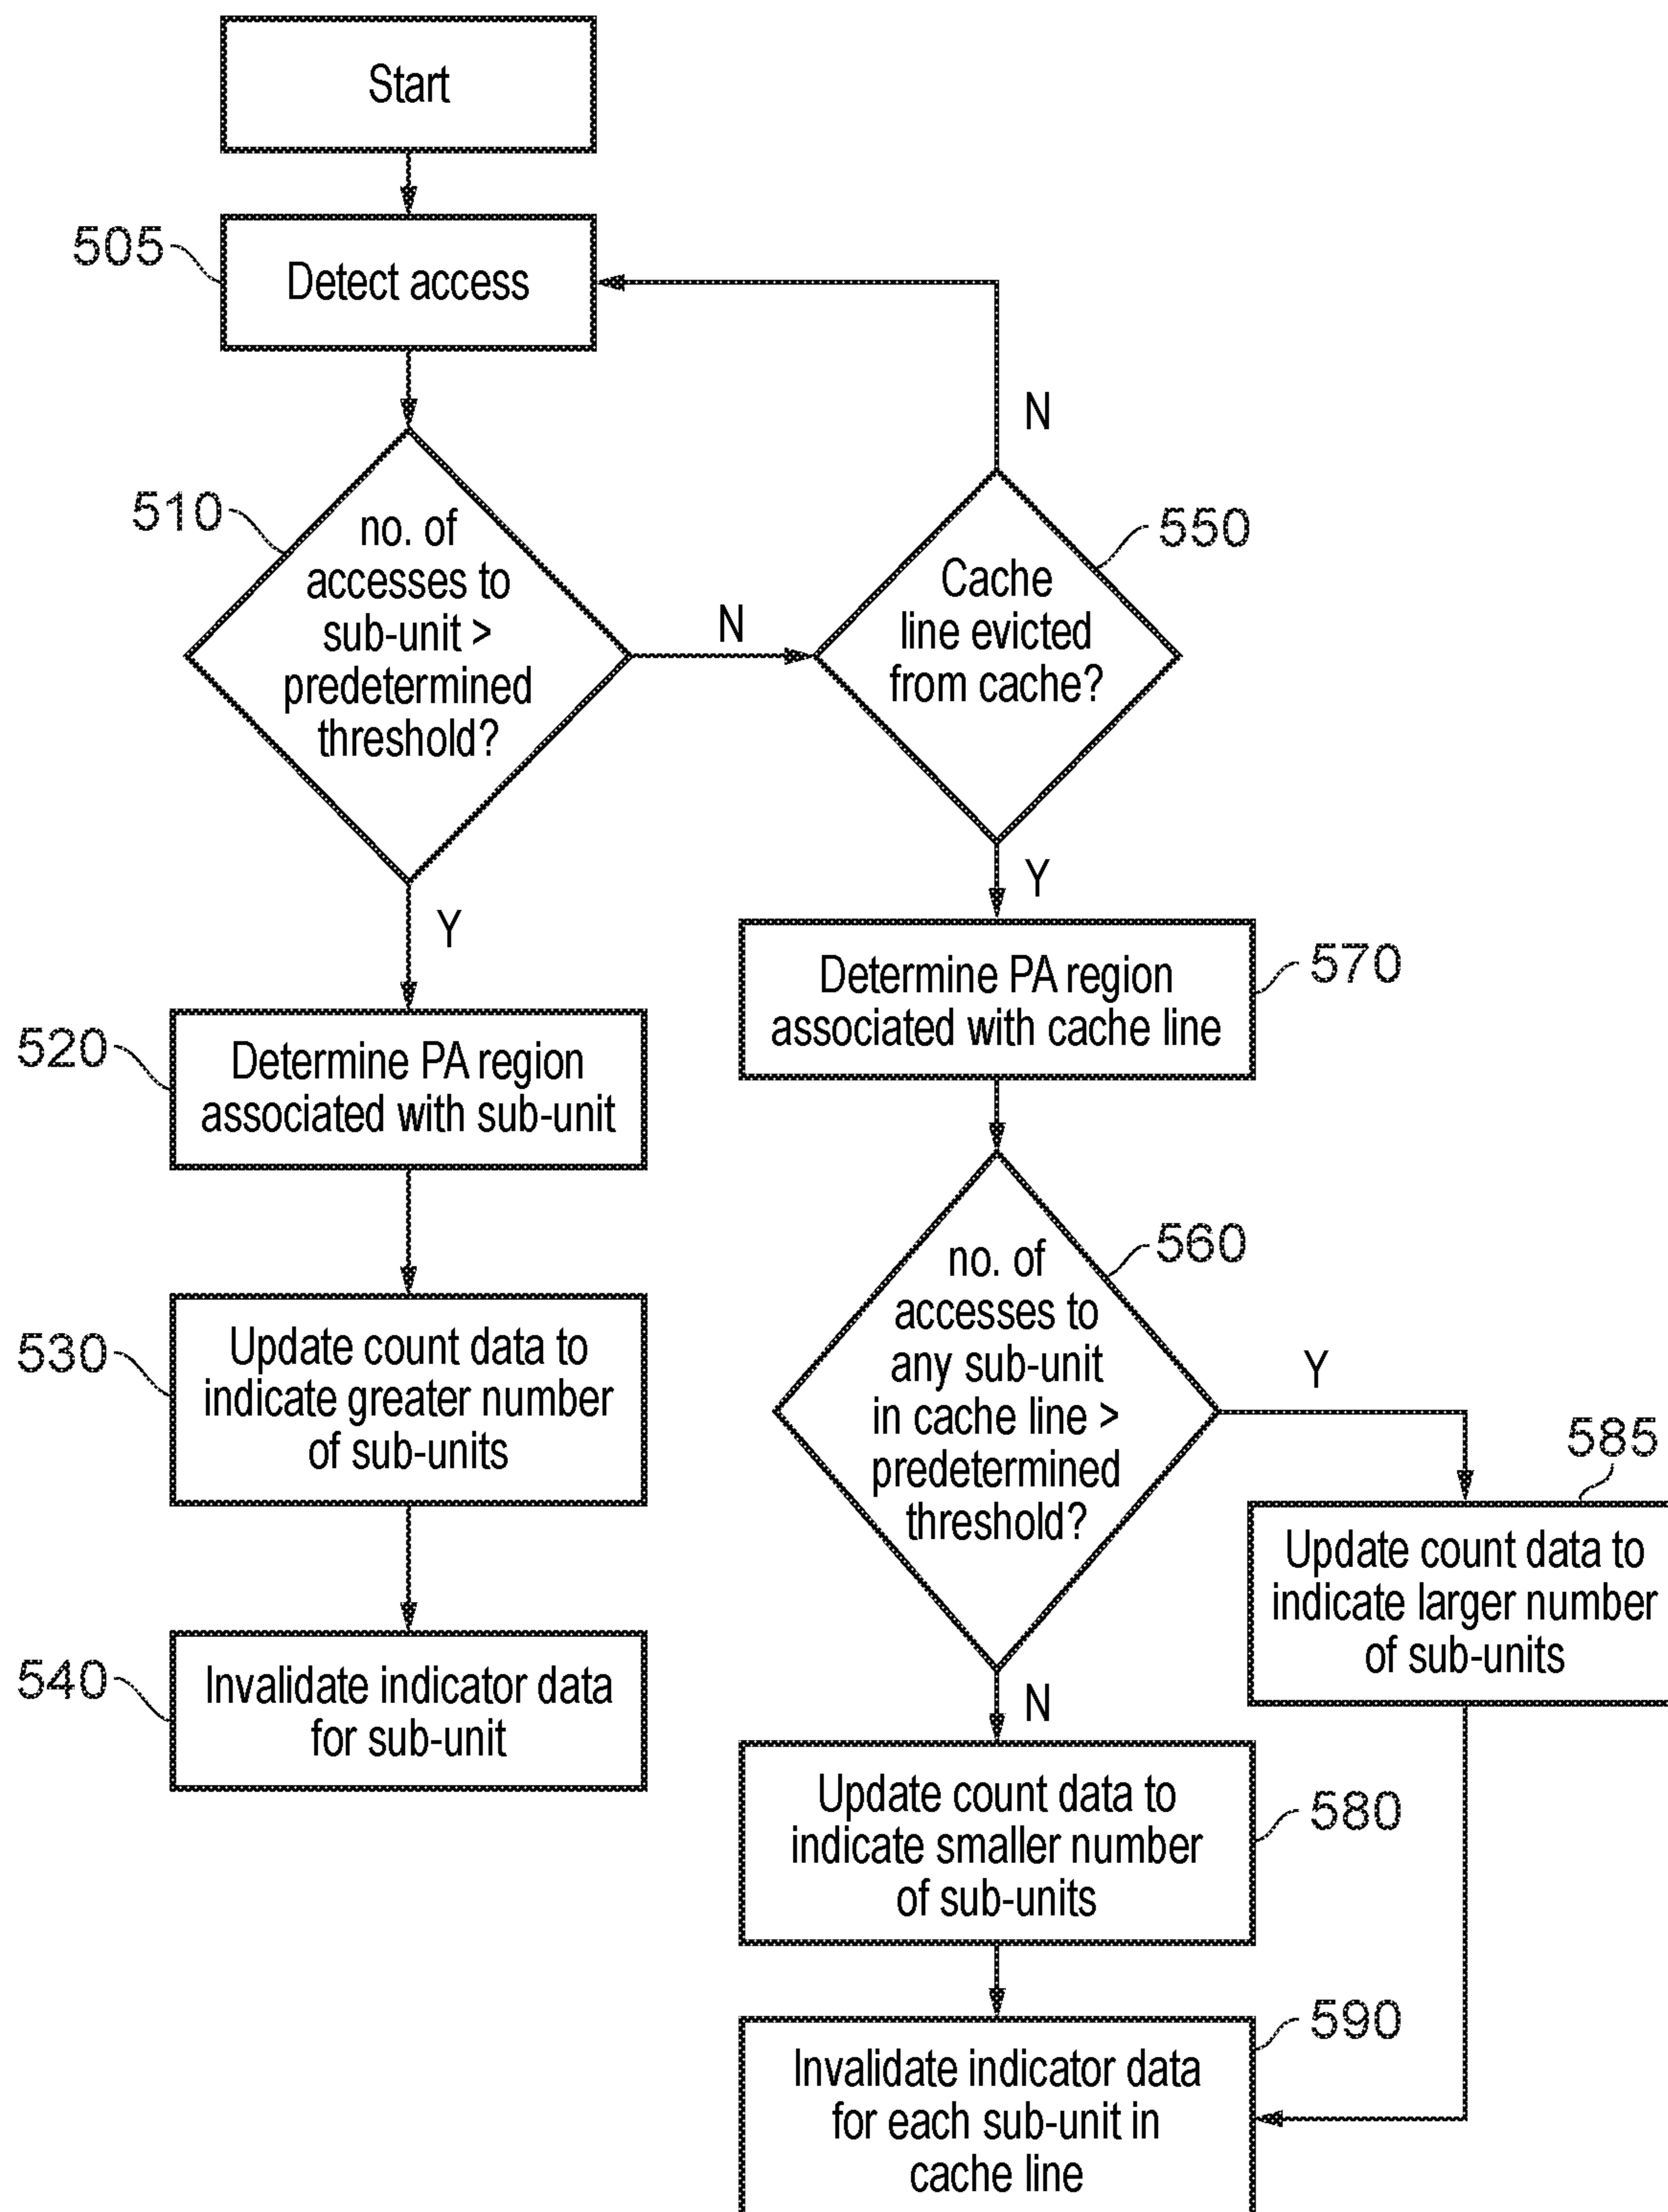 Start
505
Detect access
N
510
no. of
accesses to
sub-unit >
predetermined
threshold?
N
550
Cache
line evicted
from cache?
Y
Y
520
Determine PA region
associated with sub-unit
Determine PA region
associated with cache line
570
530
Update count data to
indicate greater number
of sub-units
560
no. of
accesses to
any sub-unit
in cache line >
predetermined
threshold?
Y
585
Update count data to
indicate larger number
of sub-units
540
Invalidate indicator data
for sub-unit
N
Update count data to
indicate smaller number
of sub-units
580
590
Invalidate indicator data
for each sub-unit in
cache line